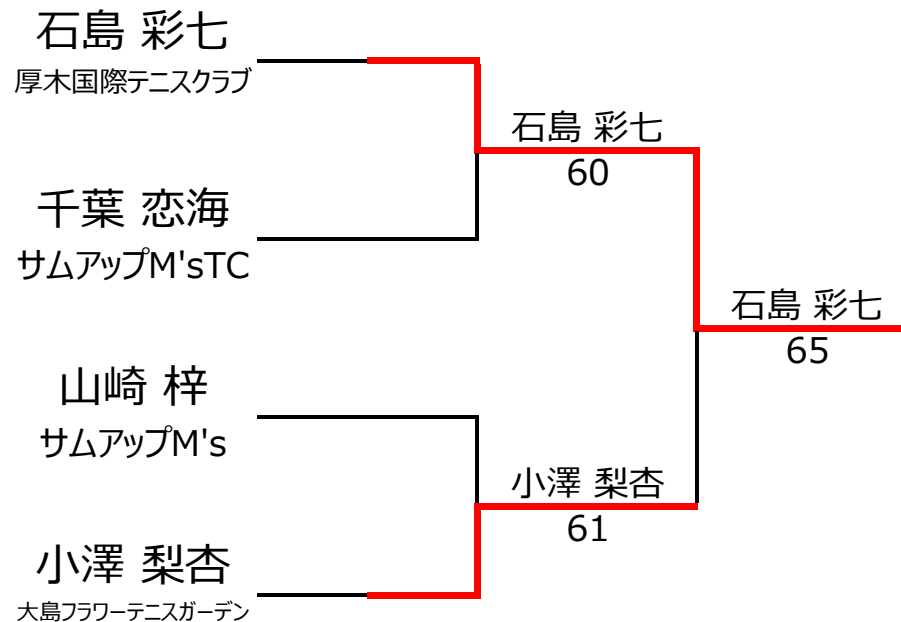 石島 彩七
厚木国際テニスクラブ
石島 彩七
60
千葉 恋海
サムアップM'sTC
石島 彩七
65
山崎 梓
サムアップM's
小澤 梨杏
61
小澤 梨杏
大島フラワーテニスガーデン